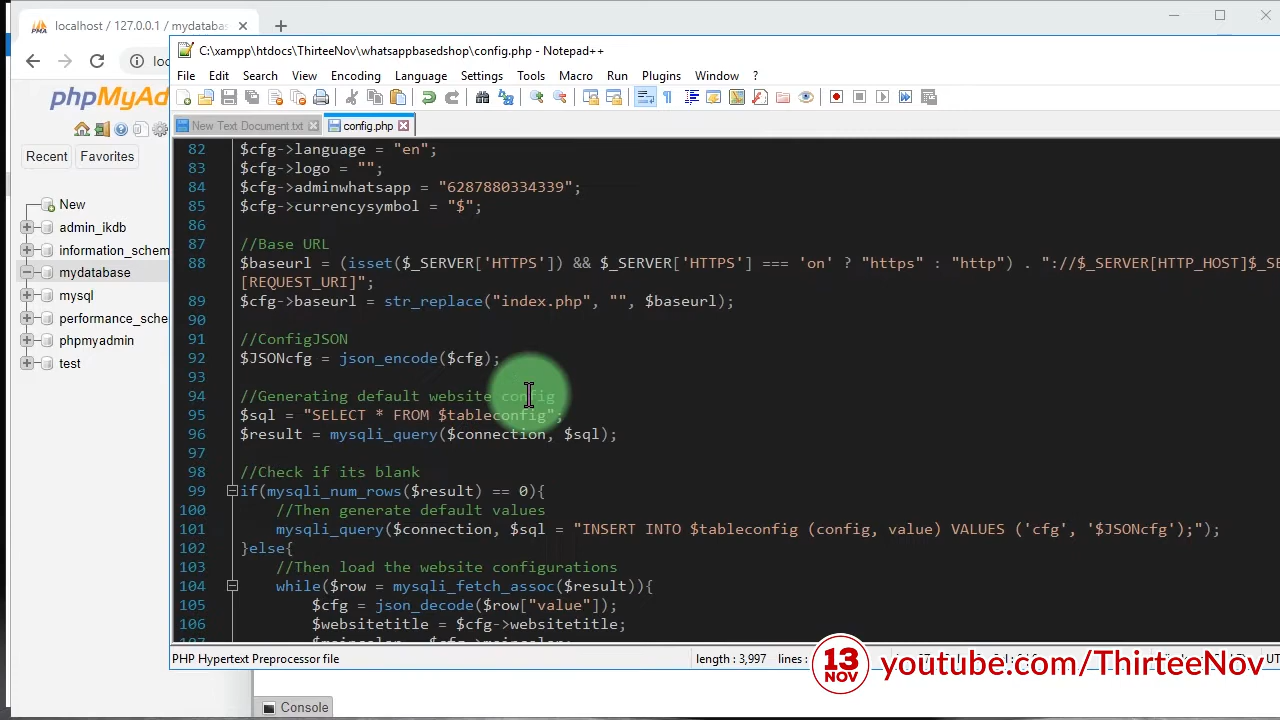 localhost / 127.0.0.1 / mydataba
C:\xampp\htdocs\ThirteeNov\whatsappbasedshop\config.php - Notepad++
File Edit Search View Encoding Language Settings Tools Macro Run Plugins Window ?
phpMyAd
New Text Document.txt
config.php
Recent
Favorites
New
admin_ikdb
information_schem
mydatabase
mysql
performance_sche
phpmyadmin
test
82 $cfg->language = "en";
83 $cfg->logo = "";
84 $cfg->adminwhatsapp = "6287880334339";
85 $cfg->currencysymbol = "$";
86
87 //Base URL
88 $baseurl = (isset($_SERVER['HTTPS']) && $_SERVER['HTTPS'] === 'on' ? "https" : "http") . "://$_SERVER[HTTP_HOST]$_SE
[REQUEST_URI]";
89 $cfg->baseurl = str_replace("index.php", "", $baseurl);
90
91 //ConfigJSON
92 $JSONcfg = json_encode($cfg);
93
94 //Generating default website config
95 $sql = "SELECT * FROM $tableconfig";
96 $result = mysqli_query($connection, $sql);
97
98 //Check if its blank
99 if(mysqli_num_rows($result) == 0){
100 //Then generate default values
101 mysqli_query($connection, $sql = "INSERT INTO $tableconfig (config, value) VALUES ('cfg', '$JSONcfg');");
102 }else{
103 //Then load the website configurations
104 while($row = mysqli_fetch_assoc($result)){
105 $cfg = json_decode($row["value"]);
106 $websitetitle = $cfg->websitetitle;
PHP Hypertext Preprocessor file
length : 3,997 lines :
UT
13
NOV
youtube.com/ThirteeNov
Console